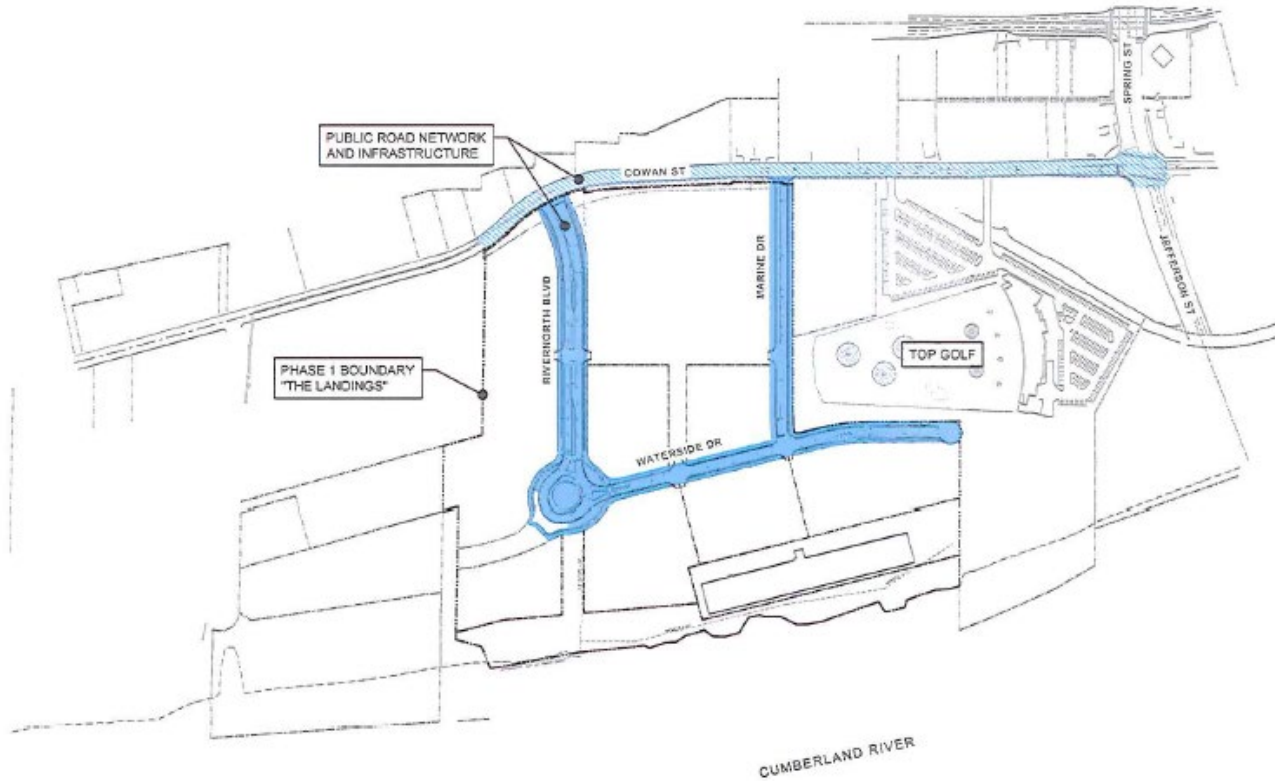 SPRING ST
PUBLIC ROAD NETWORK
AND INFRASTRUCTURE
COWAN ST
JEFFERSON ST
MARINE DR
RIVERNORTH BLVD
TOP GOLF
PHASE 1 BOUNDARY
"THE LANDINGS"
WATERSIDE DR
CUMBERLAND RIVER